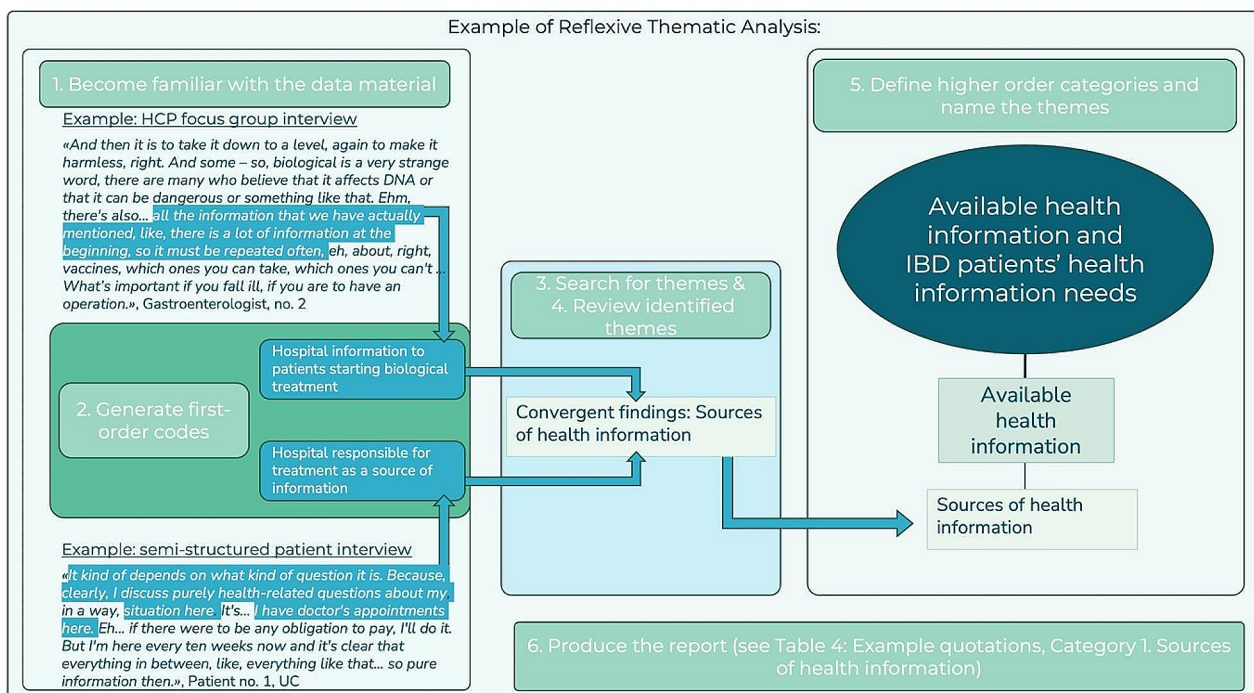 Example of Reflexive Thematic Analysis:
1. Become familiar with the data material
Example: HCP focus group interview
«And then it is to take it down to a level, again to make it
harmless, right. And some – so, biological is a very strange
word, there are many who believe that it affects DNA or
that it can be dangerous or something like that. Ehm,
there's also... all the information that we have actually
mentioned, like, there is a lot of information at the
beginning, so it must be repeated often, eh, about, right,
vaccines, which ones you can take, which ones you can't ...
What's important if you fall ill, if you are to have an
operation.», Gastroenterologist, no. 2
2. Generate first-
order codes
Hospital information to
patients starting biological
treatment
Hospital responsible for
treatment as a source of
information
Example: semi-structured patient interview
«It kind of depends on what kind of question it is. Because,
clearly, I discuss purely health-related questions about my,
in a way, situation here. It's... I have doctor's appointments
here. Eh... if there were to be any obligation to pay, I'll do it.
But I'm here every ten weeks now and it's clear that
everything in between, like, everything like that... so pure
information then.», Patient no. 1, UC
3. Search for themes &
4. Review identified
themes
Convergent findings: Sources
of health information
5. Define higher order categories and
name the themes
Available health
information and
IBD patients' health
information needs
Available
health
information
Sources of health
information
6. Produce the report (see Table 4: Example quotations, Category 1. Sources
of health information)